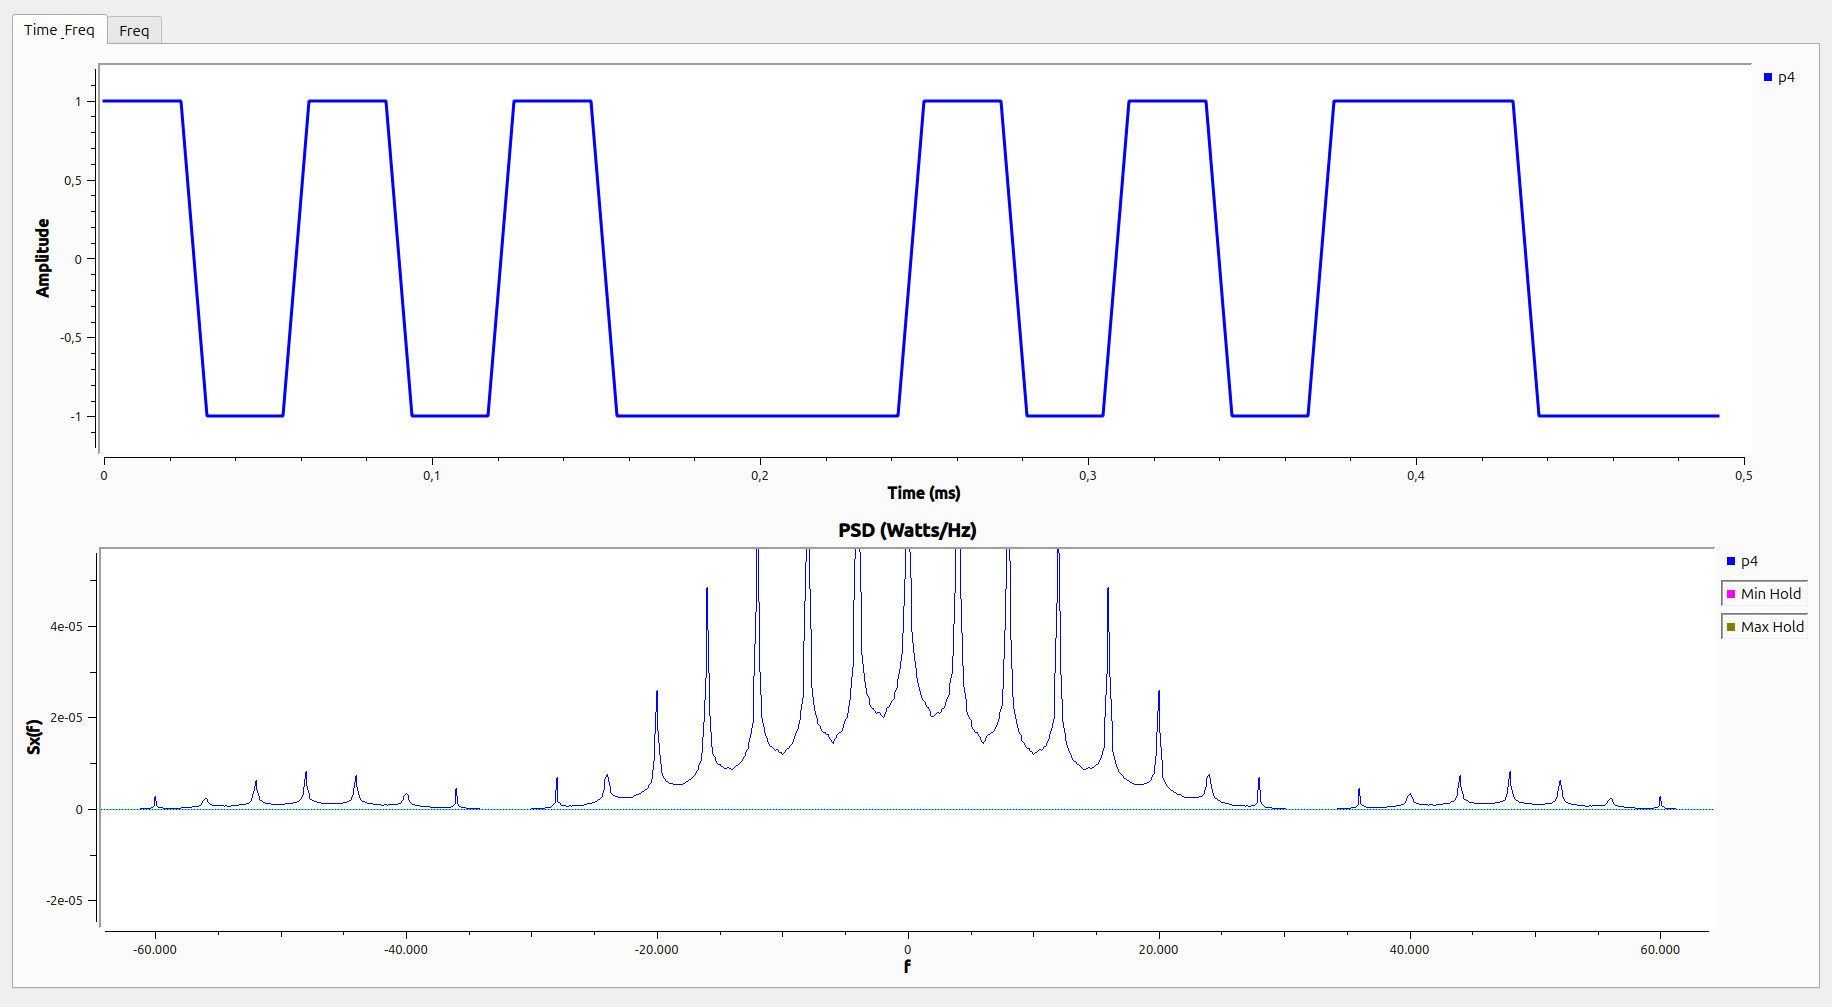 Time_Freq
Freq
p4
1
0,5
0
-0,5
-1
Amplitude
0
0,1
0,2
0,3
0,4
0,5
Time (ms)
PSD (Watts/Hz)
p4
Min Hold
Max Hold
4e-05
2e-05
0
-2e-05
Sx(f)
-60.000
-40.000
-20.000
0
20.000
40.000
60.000
f